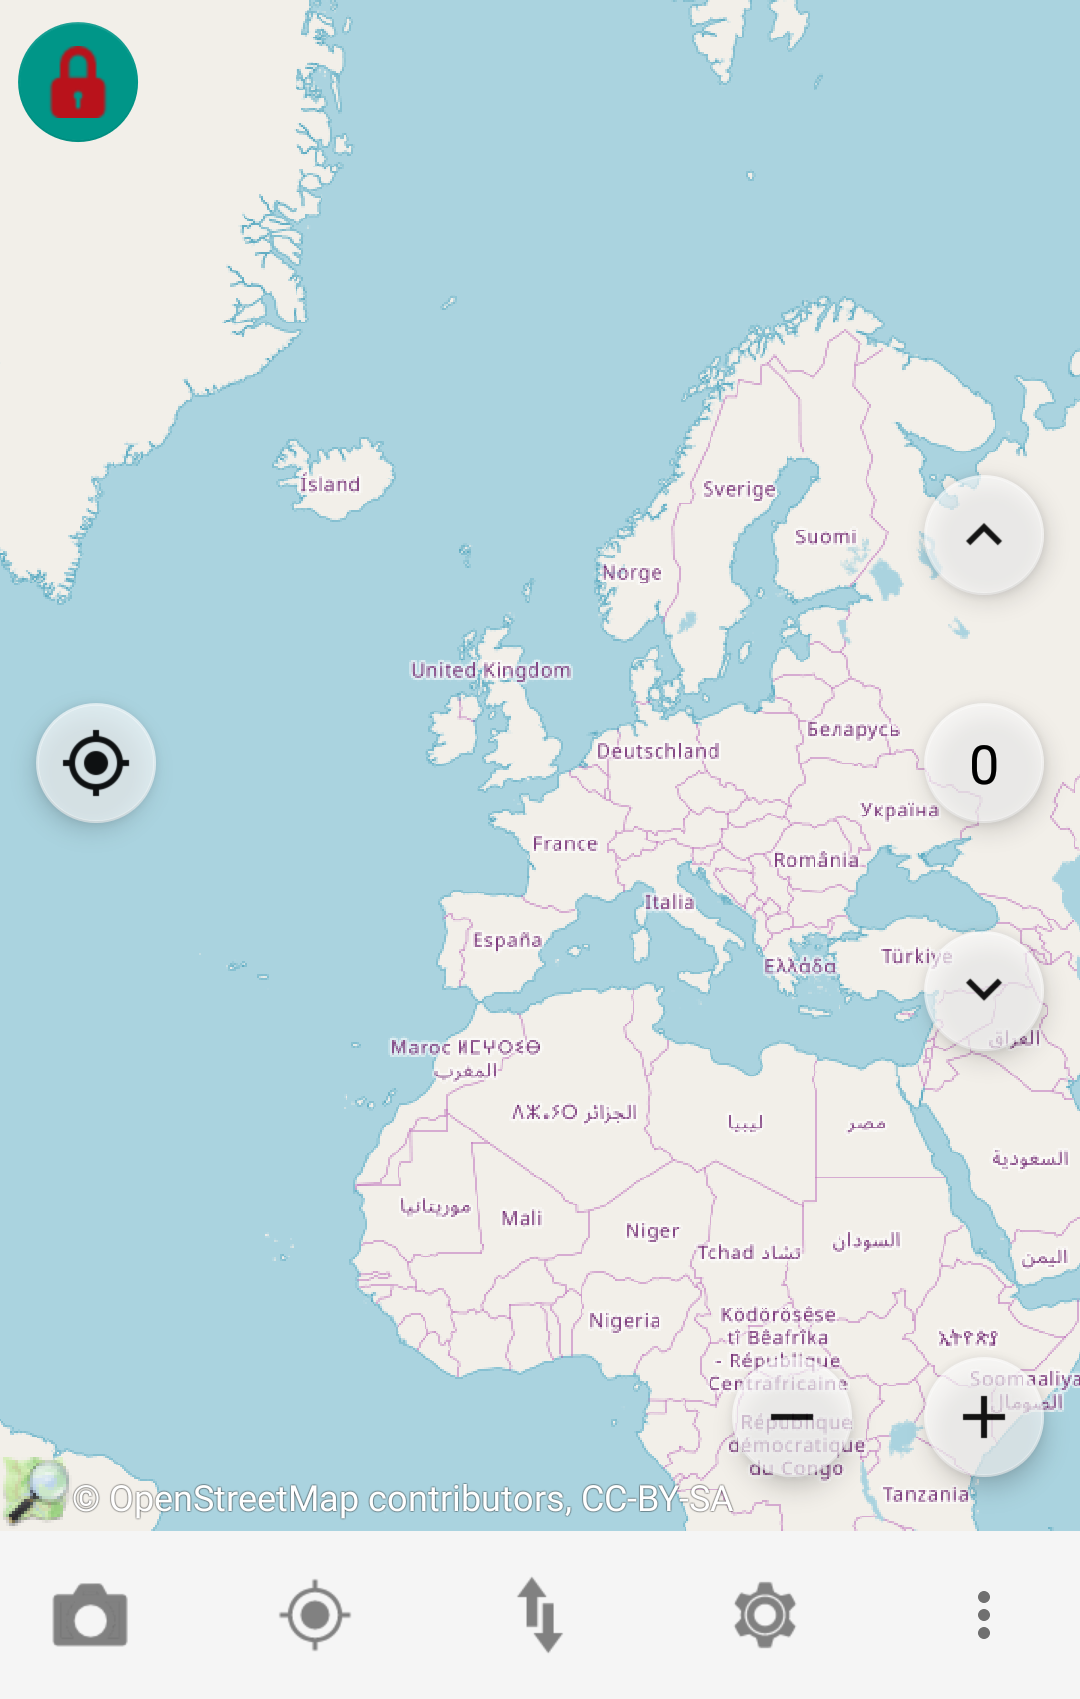 Ísland
Sverige
Suomi
Norge
United Kingdom
Беларусь
Deutschland
0
Україна
France
România
Italia
España
Türkiye
Ελλάδα
العراق
Maroc ⵍⵎⵖⵔⵉⴱ
المغرب
الجزائر
ليبيا
مصر
السعودية
موريتانيا
Mali
Niger
Tchad تشاد
السودان
اليمن
Nigeria
Ködörösêse
tî Bêafrîka
- République
Centrafricaine
ኢትዮጵያ
Soomaaliya
الصومال
République
démocratique
du Congo
Tanzania
© OpenStreetMap contributors, CC-BY-SA